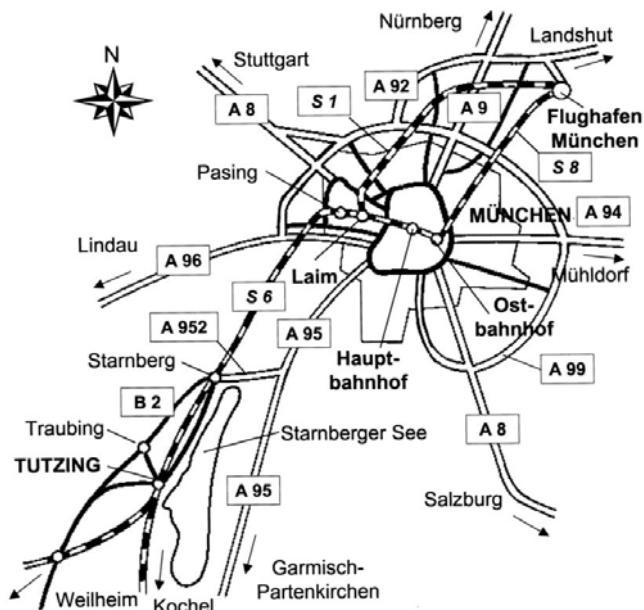 Nürnberg
Landshut
N
Stuttgart
A 92
S 1
A 9
A 8
Flughafen
München
S 8
Pasing
MÜNCHEN
A 94
Lindau
A 96
Laim
Mühldorf
S 6
Ost-
bahnhof
A 952
A 95
Haupt-
bahnhof
Starnberg
A 99
B 2
Traubing
Starnberger See
A 8
TUTZING
A 95
Salzburg
Garmisch-
Partenkirchen
Weilheim
Kochel